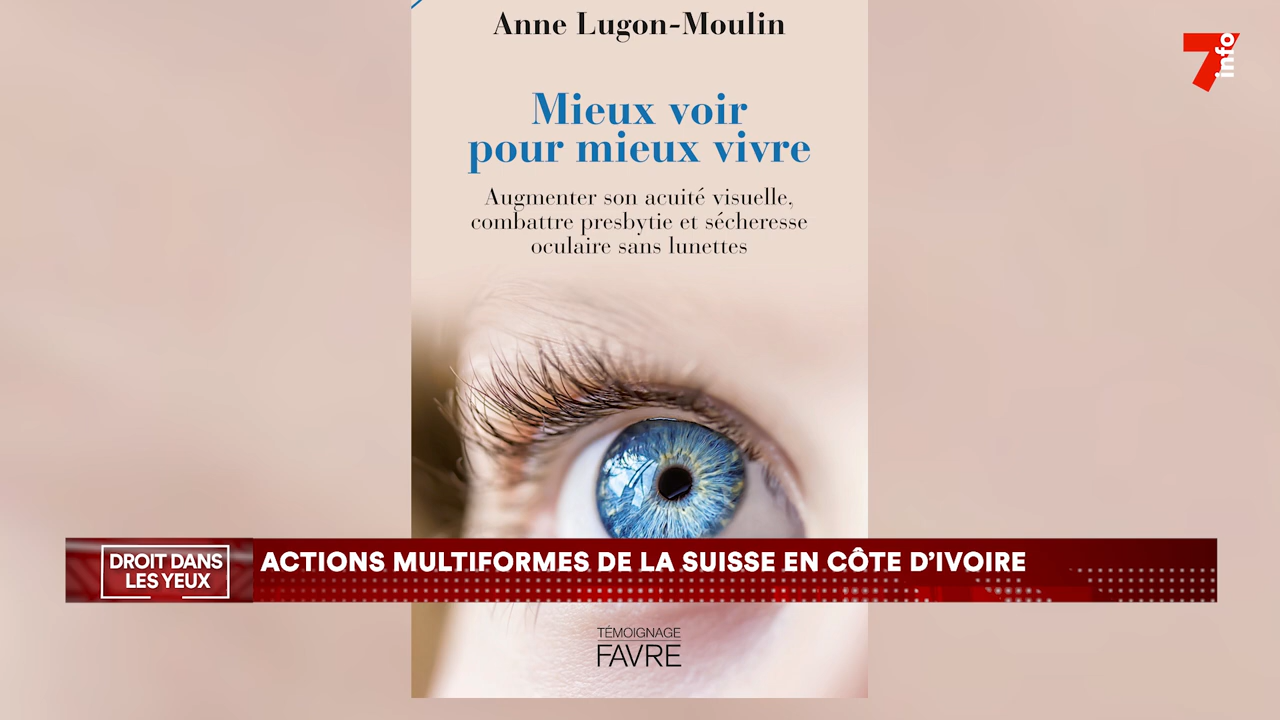 Anne Lugon-Moulin
7info
Mieux voir
pour mieux vivre
Augmenter son acuité visuelle,
combattre presbytie et sécheresse
oculaire sans lunettes
DROIT DANS
LES YEUX
ACTIONS MULTIFORMES DE LA SUISSE EN CÔTE D'IVOIRE
TÉMOIGNAGE
FAVRE